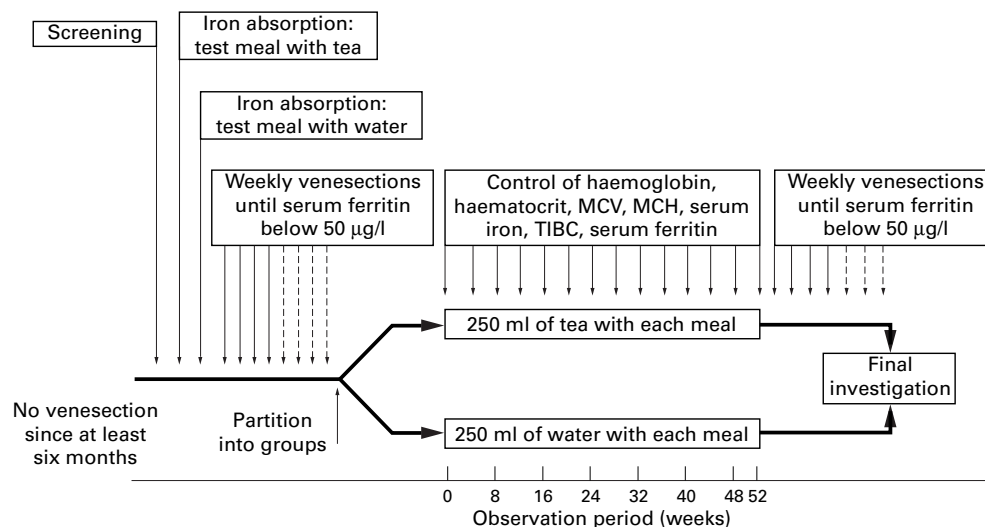 Screening
Iron absorption:
test meal with tea
Iron absorption:
test meal with water
Weekly venesections
until serum ferritin
below 50 µg/l
Control of haemoglobin,
haematocrit, MCV, MCH, serum
iron, TIBC, serum ferritin
Weekly venesections
until serum ferritin
below 50 µg/l
250 ml of tea with each meal
Final
investigation
No venesection
since at least
six months
Partition
into groups
250 ml of water with each meal
0 8 16 24 32 40 48 52
Observation period (weeks)